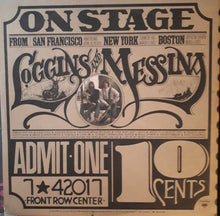 ON STAGE
FROM SAN FRANCISCO NEW YORK BOSTON
LOGGINS AND MESSINA
ADMIT·ONE
10
CENTS
7★42017
·FRONT ROW CENTER·